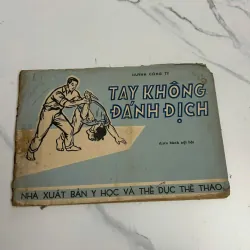 TAY KHÔNG
ĐÁNH ĐỊCH
NHÀ XUẤT BẢN Y HỌC VÀ THỂ DỤC THỂ THAO